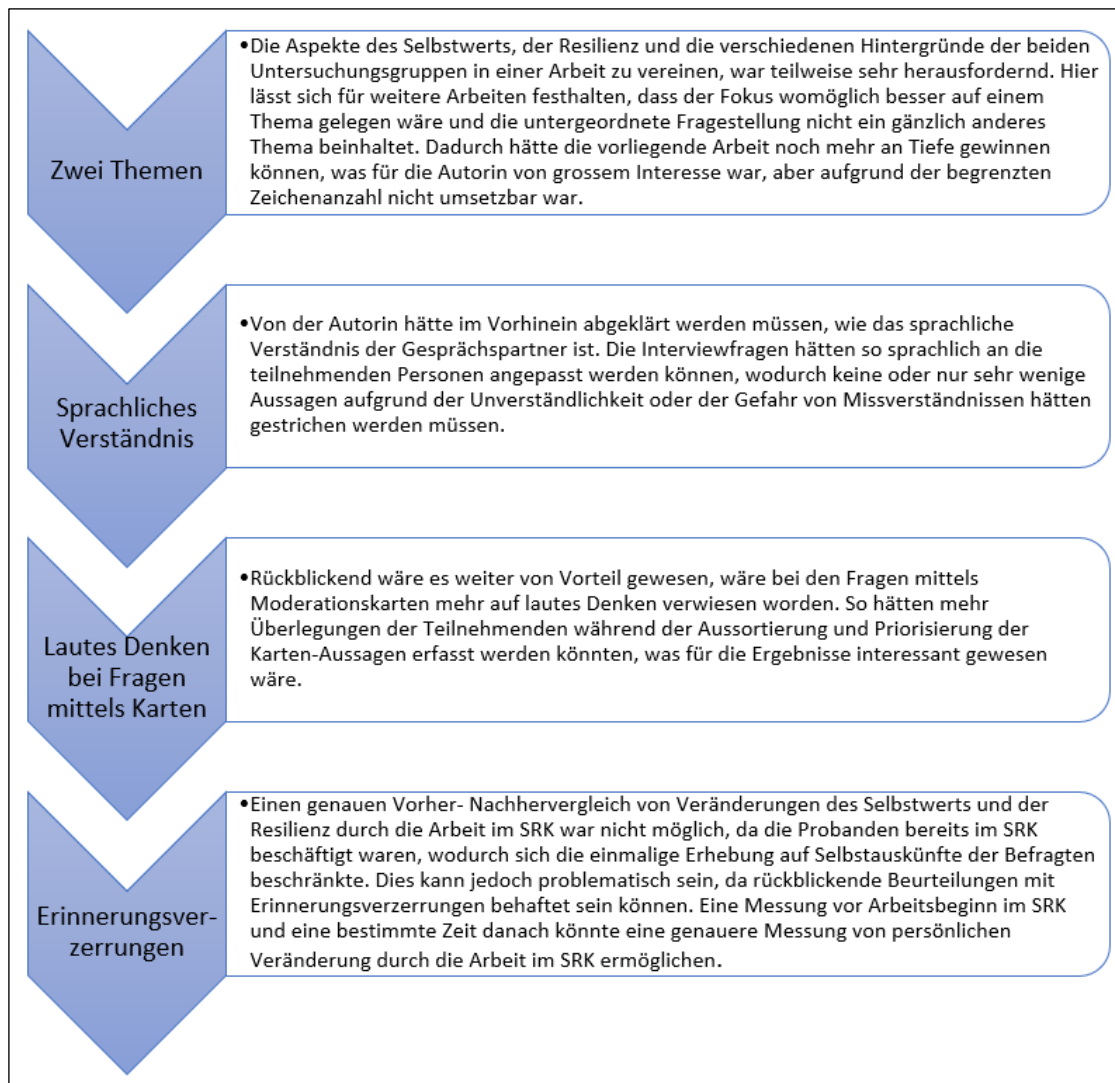 Zwei Themen
•Die Aspekte des Selbstwerts, der Resilienz und die verschiedenen Hintergründe der beiden
Untersuchungsgruppen in einer Arbeit zu vereinen, war teilweise sehr herausfordernd. Hier
lässt sich für weitere Arbeiten festhalten, dass der Fokus womöglich besser auf einem
Thema gelegen wäre und die untergeordnete Fragestellung nicht ein gänzlich anderes
Thema beinhaltet. Dadurch hätte die vorliegende Arbeit noch mehr an Tiefe gewinnen
können, was für die Autorin von grossem Interesse war, aber aufgrund der begrenzten
Zeichenanzahl nicht umsetzbar war.
Sprachliches
Verständnis
•Von der Autorin hätte im Vorhinein abgeklärt werden müssen, wie das sprachliche
Verständnis der Gesprächspartner ist. Die Interviewfragen hätten so sprachlich an die
teilnehmenden Personen angepasst werden können, wodurch keine oder nur sehr wenige
Aussagen aufgrund der Unverständlichkeit oder der Gefahr von Missverständnissen hätten
gestrichen werden müssen.
Lautes Denken
bei Fragen
mittels Karten
•Rückblickend wäre es weiter von Vorteil gewesen, wäre bei den Fragen mittels
Moderationskarten mehr auf lautes Denken verwiesen worden. So hätten mehr
Überlegungen der Teilnehmenden während der Aussortierung und Priorisierung der
Karten-Aussagen erfasst werden könnten, was für die Ergebnisse interessant gewesen
wäre.
Erinnerungsver-
zerrungen
•Einen genauen Vorher- Nachhervergleich von Veränderungen des Selbstwerts und der
Resilienz durch die Arbeit im SRK war nicht möglich, da die Probanden bereits im SRK
beschäftigt waren, wodurch sich die einmalige Erhebung auf Selbstauskünfte der Befragten
beschränkte. Dies kann jedoch problematisch sein, da rückblickende Beurteilungen mit
Erinnerungsverzerrungen behaftet sein können. Eine Messung vor Arbeitsbeginn im SRK
und eine bestimmte Zeit danach könnte eine genauere Messung von persönlichen
Veränderung durch die Arbeit im SRK ermöglichen.